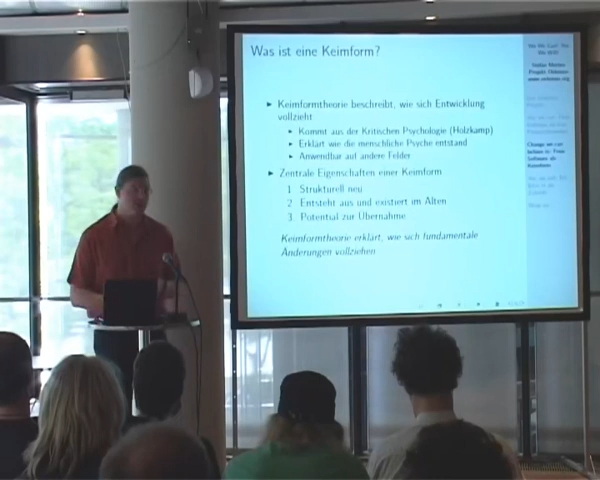 Was ist eine Keimform?
► Keimformtheorie beschreibt, wie sich Entwicklung
vollzieht
► Kommt aus der Kritischen Psychologie (Holzkamp)
► Erklärt wie die menschliche Psyche entstand
► Anwendbar auf andere Felder
► Zentrale Eigenschaften einer Keimform
1 Strukturell neu
2 Entsteht aus und existiert im Alten
3. Potential zur Übernahme
Keimformtheorie erklärt, wie sich fundamentale
Änderungen vollziehen